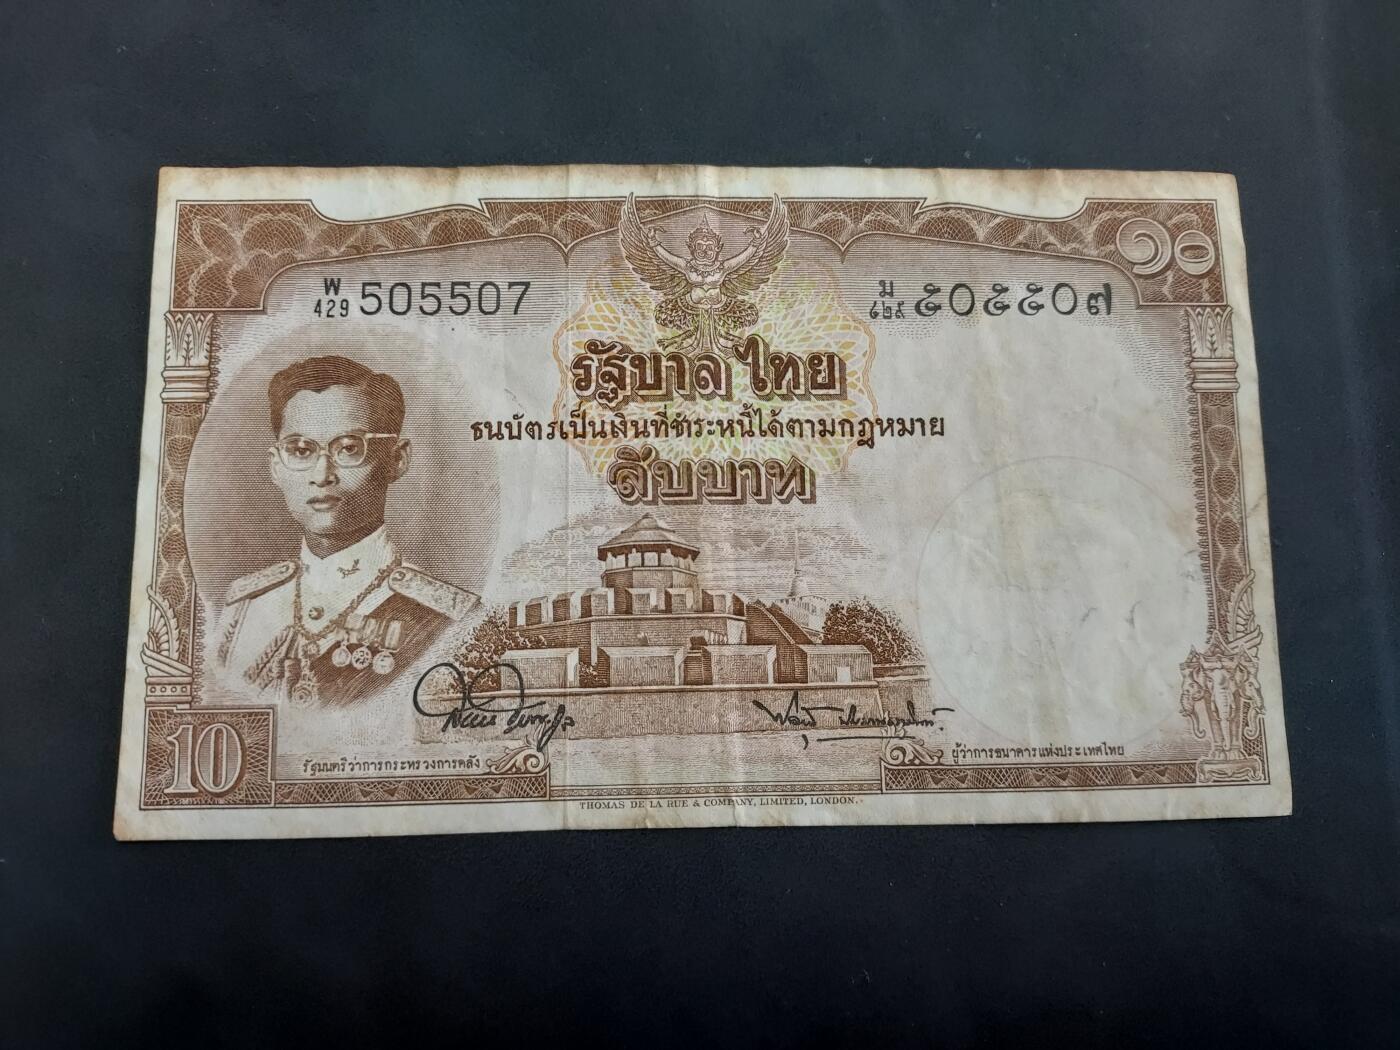 ๑๐
W
429 505507
ม
๔๒๙ ๕๐๕๕๐๗
รัฐบาลไทย
ธนบัตรเป็นเงินที่ชำระหนี้ได้ตามกฎหมาย
สิบบาท
รัฐมนตรีว่าการกระทรวงการคลัง
ผู้ว่าการธนาคารแห่งประเทศไทย
10
THOMAS DE LA RUE & COMPANY, LIMITED, LONDON.